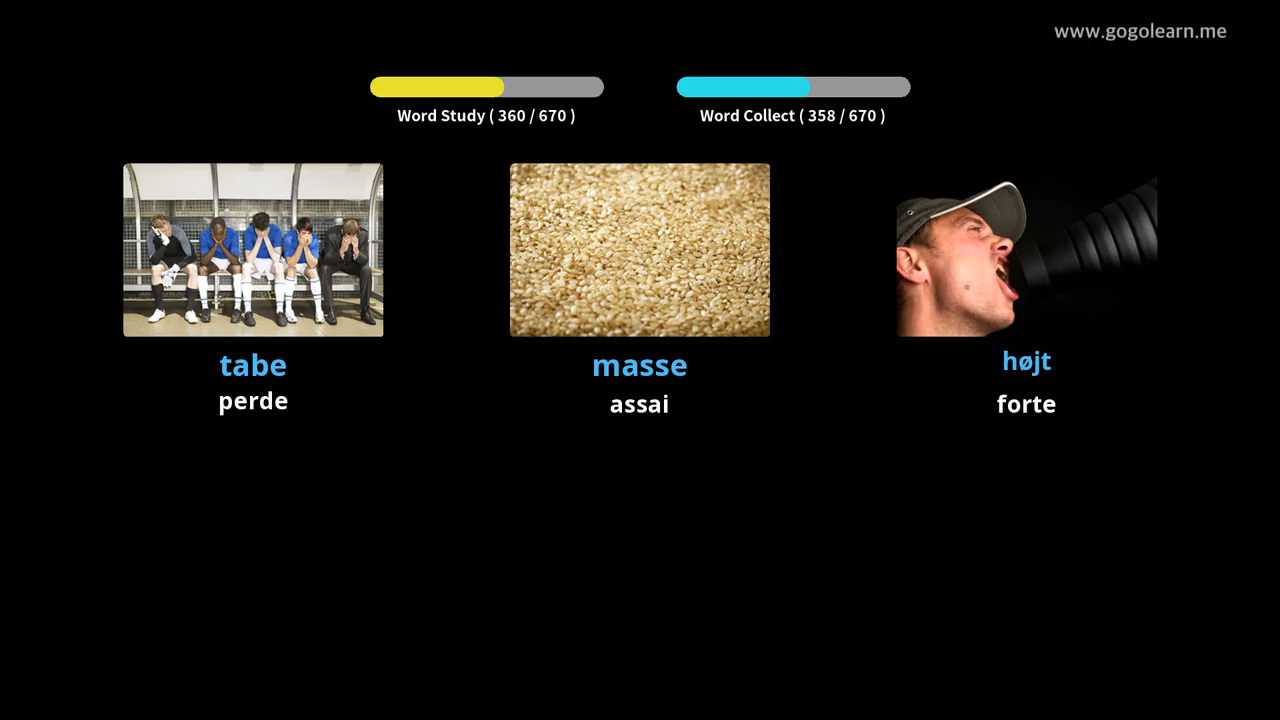 www.gogolearn.me
Word Study ( 360 / 670 )
Word Collect ( 358 / 670 )
tabe
masse
højt
perde
assai
forte